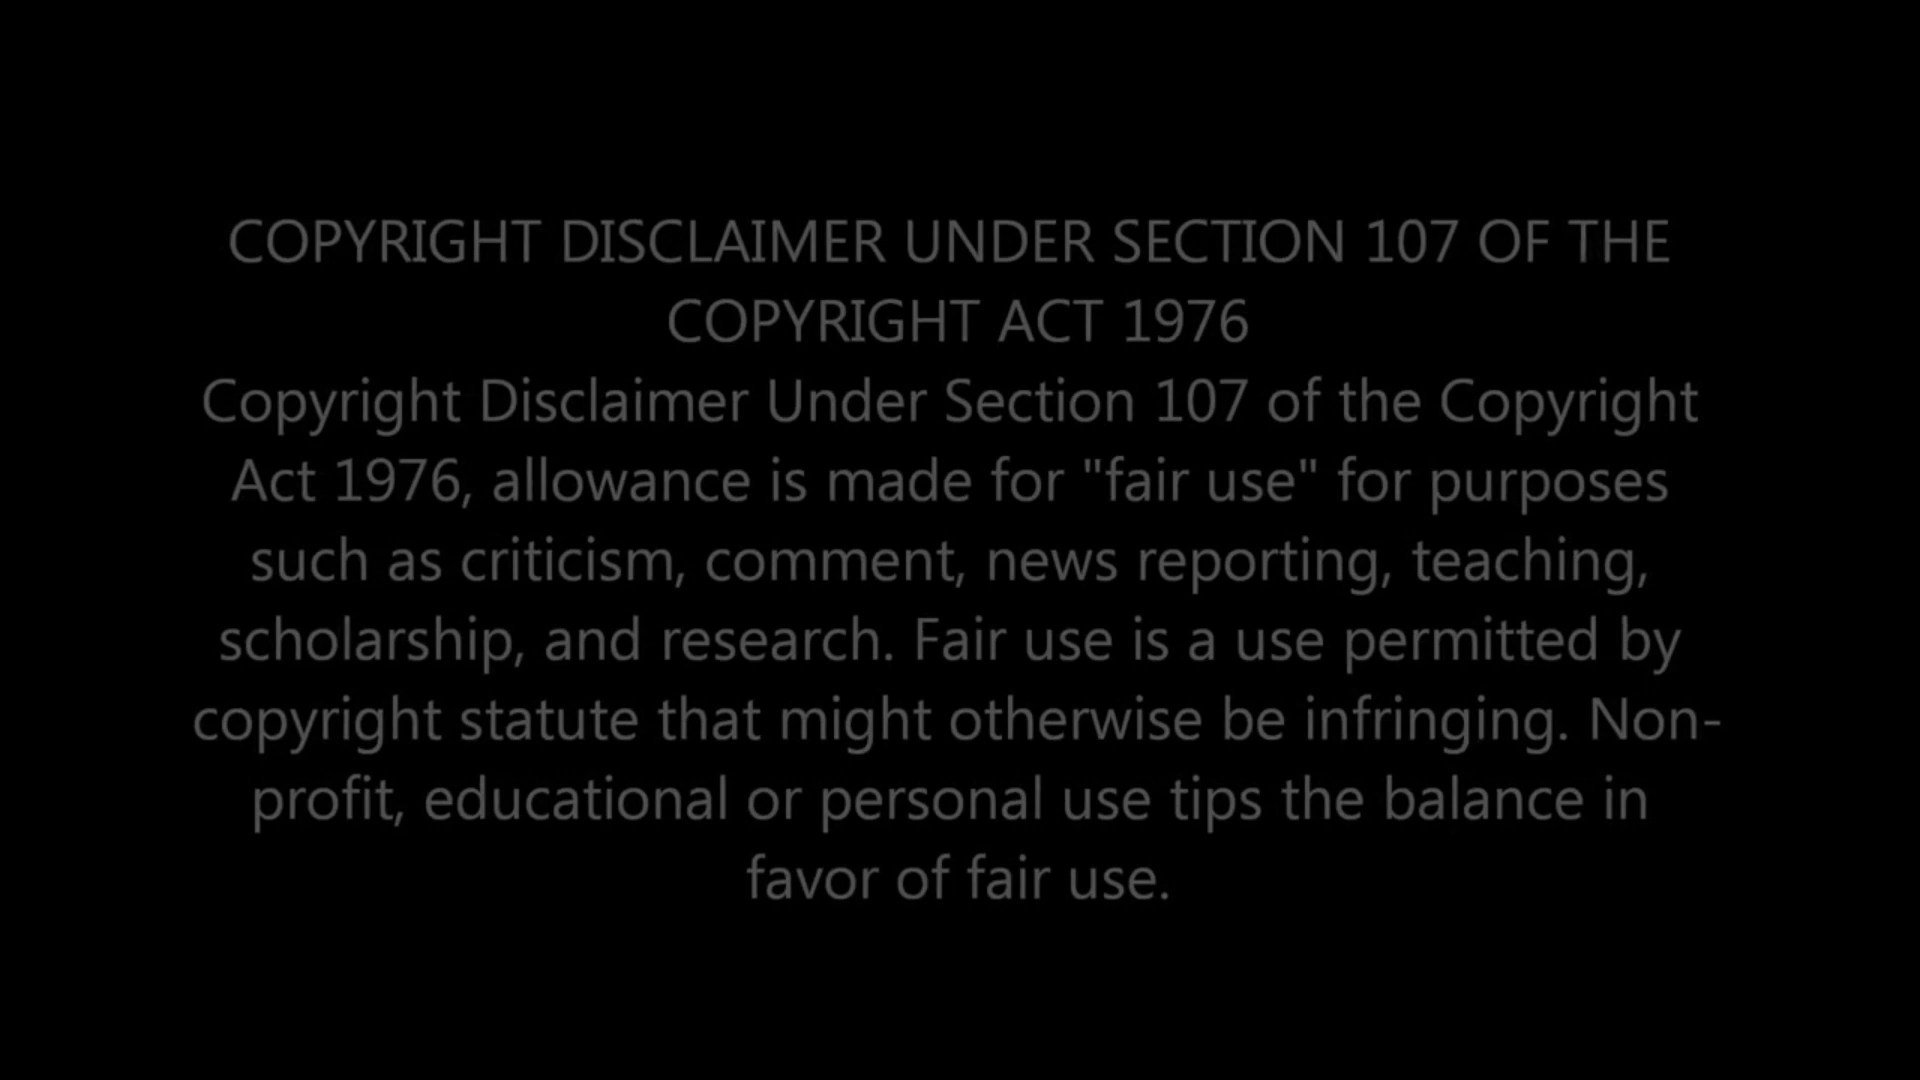 COPYRIGHT DISCLAIMER UNDER SECTION 107 OF THE
COPYRIGHT ACT 1976
Copyright Disclaimer Under Section 107 of the Copyright
Act 1976, allowance is made for "fair use" for purposes
such as criticism, comment, news reporting, teaching,
scholarship, and research. Fair use is a use permitted by
copyright statute that might otherwise be infringing. Non-
profit, educational or personal use tips the balance in
favor of fair use.